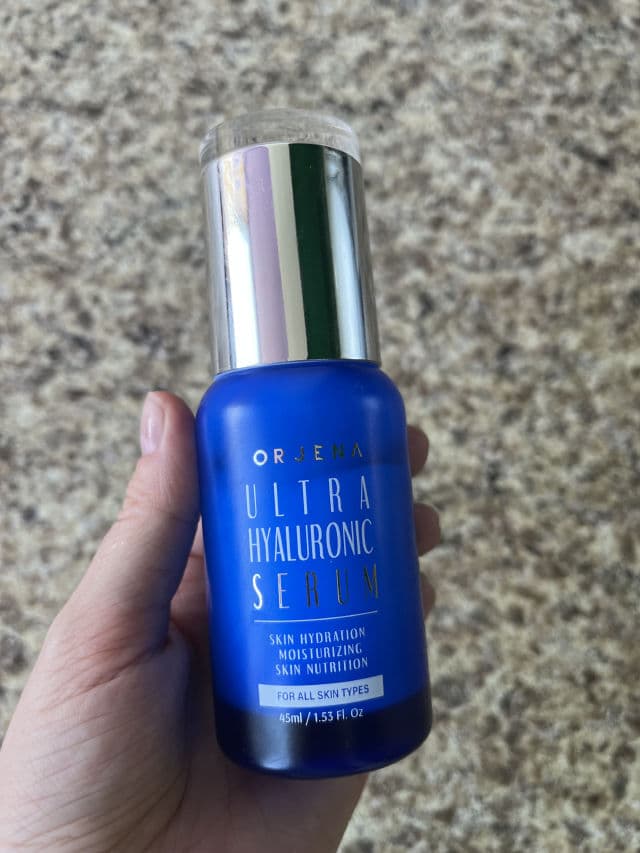 ORJENA
ULTRA
HYALURONIC
SERUM
SKIN HYDRATION
MOISTURIZING
SKIN NUTRITION
FOR ALL SKIN TYPES
45ml / 1.53 Fl. Oz